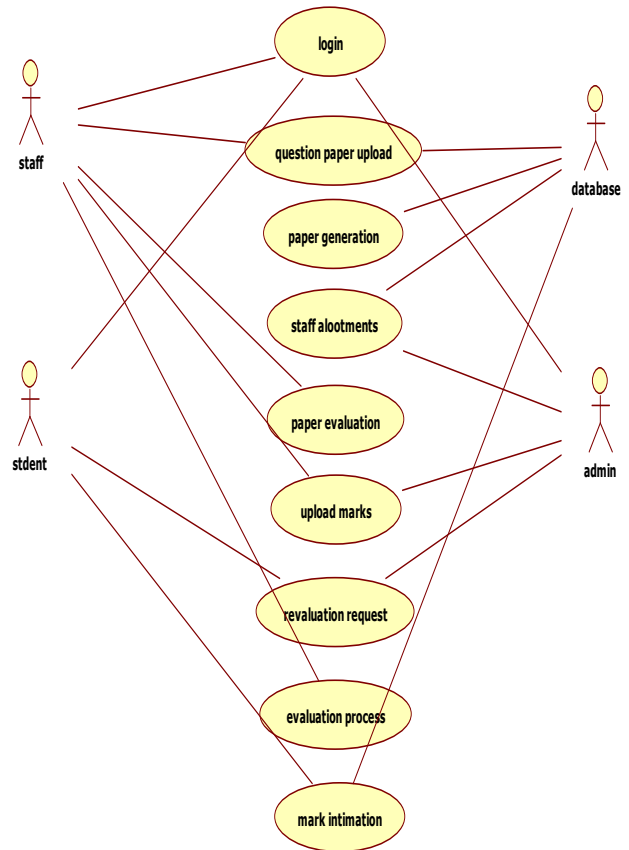 login
staff
question paper upload
database
paper generation
staff alootments
paper evaluation
stdent
admin
upload marks
revaluation request
evaluation process
mark intimation